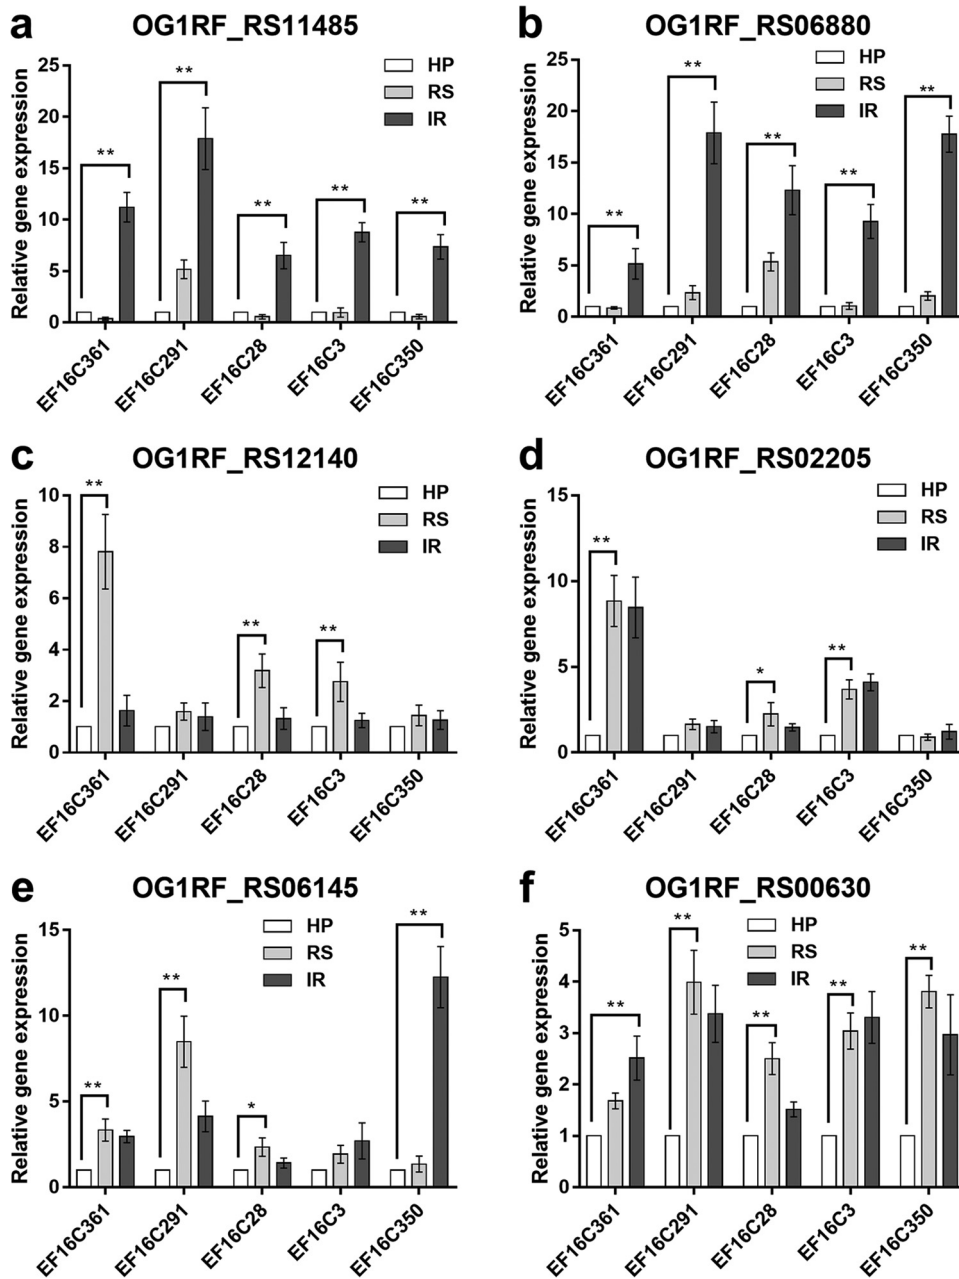 a OG1RF_RS11485
Relative gene expression
25
20
15
10
5
0
HP
RS
IR
**
**
**
**
**
EF16C361
EF16C291
EF16C28
EF16C3
EF16C350
b OG1RF_RS06880
Relative gene expression
25
20
15
10
5
0
HP
RS
IR
**
**
**
**
**
EF16C361
EF16C291
EF16C28
EF16C3
EF16C350
c OG1RF_RS12140
Relative gene expression
10
8
6
4
2
0
HP
RS
IR
**
**
**
EF16C361
EF16C291
EF16C28
EF16C3
EF16C350
d OG1RF_RS02205
Relative gene expression
15
10
5
0
HP
RS
IR
**
*
**
EF16C361
EF16C291
EF16C28
EF16C3
EF16C350
e OG1RF_RS06145
Relative gene expression
15
10
5
0
HP
RS
IR
**
**
*
**
EF16C361
EF16C291
EF16C28
EF16C3
EF16C350
f OG1RF_RS00630
Relative gene expression
5
4
3
2
1
0
HP
RS
IR
**
**
**
**
**
EF16C361
EF16C291
EF16C28
EF16C3
EF16C350